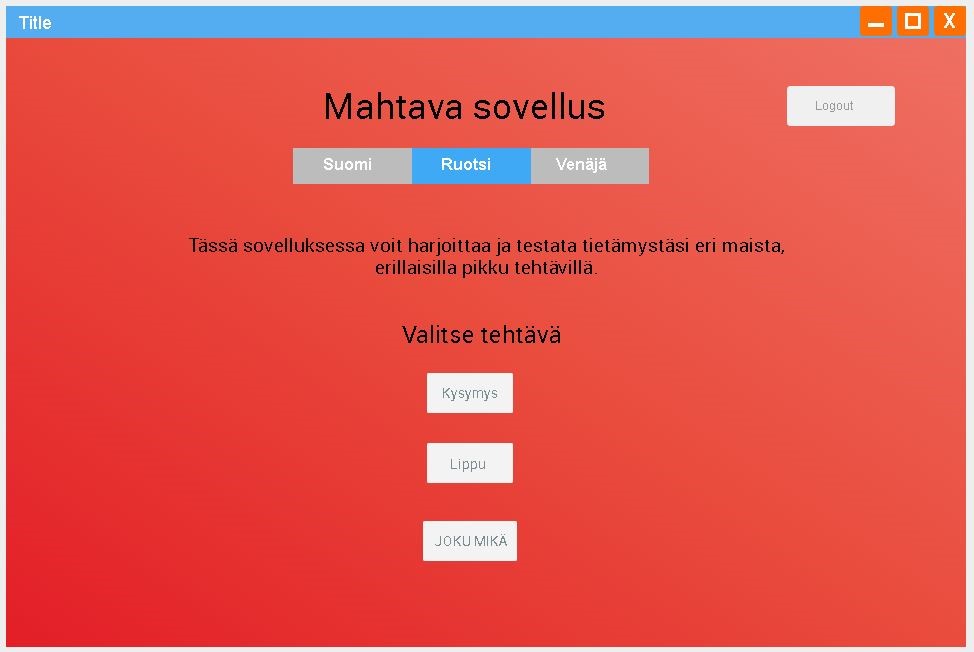 Title
X
Mahtava sovellus
Logout
Suomi Ruotsi Venäjä
Tässä sovelluksessa voit harjoittaa ja testata tietämystäsi eri maista,
erillaisilla pikku tehtävillä.
Valitse tehtävä
Kysymys
Lippu
JOKU MIKÄ